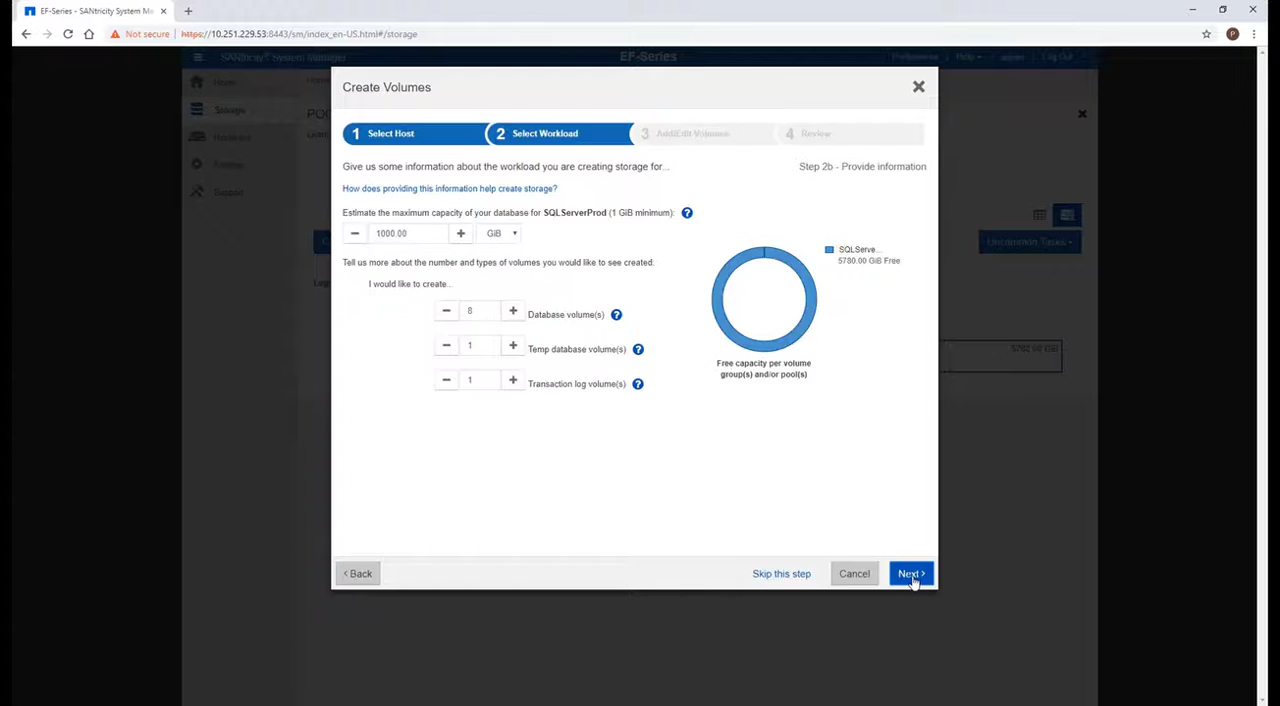 EF-Series - SANtricity System Ma
Not secure
https://10.251.229.53:8443/sm/index_en-US.html#/storage
SANtricity® System Manager
EF-Series
Preferences
Help
admin
Log Out
Home
Storage
Hardware
Settings
Support
Create Volumes
1 Select Host
2 Select Workload
3 Add/Edit Volumes
4 Review
Give us some information about the workload you are creating storage for...
Step 2b - Provide information
How does providing this information help create storage?
Estimate the maximum capacity of your database for SQLServerProd (1 GiB minimum):
1000.00
GiB
Tell us more about the number and types of volumes you would like to see created:
I would like to create...
8
Database volume(s)
1
Temp database volume(s)
1
Transaction log volume(s)
SQLServe...
5780.00 GiB Free
Free capacity per volume
group(s) and/or pool(s)
Uncommon Tasks
5780.00 GiB
‹ Back
Skip this step
Cancel
Next ›